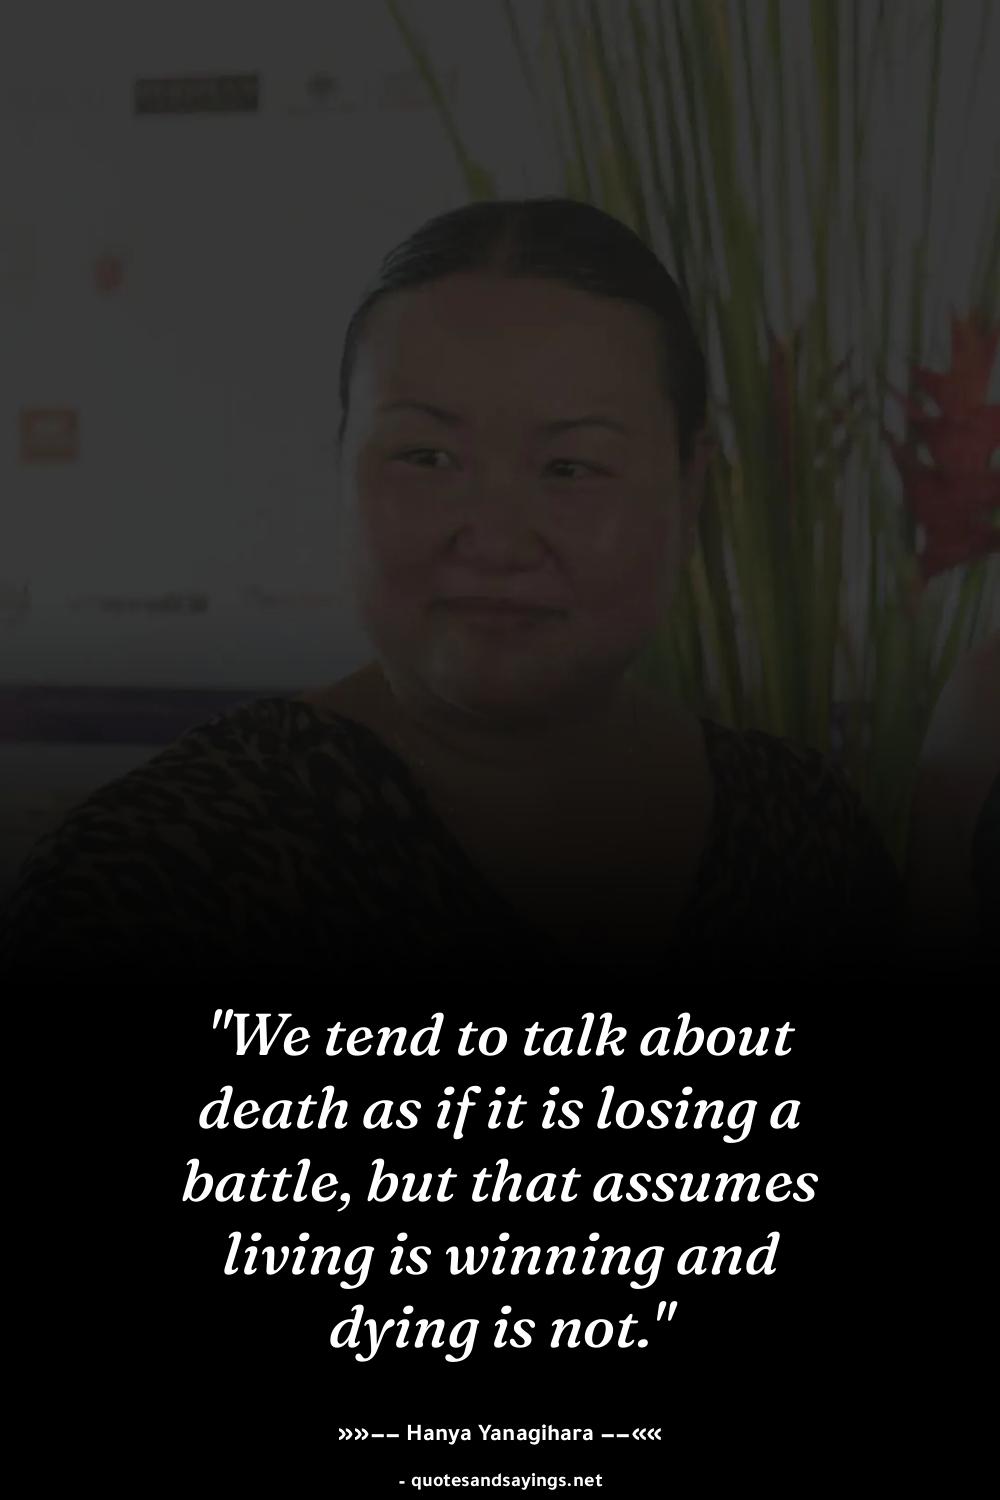 "We tend to talk about
death as if it is losing a
battle, but that assumes
living is winning and
dying is not."
»»–– Hanya Yanagihara ––««
- quotesandsayings.net